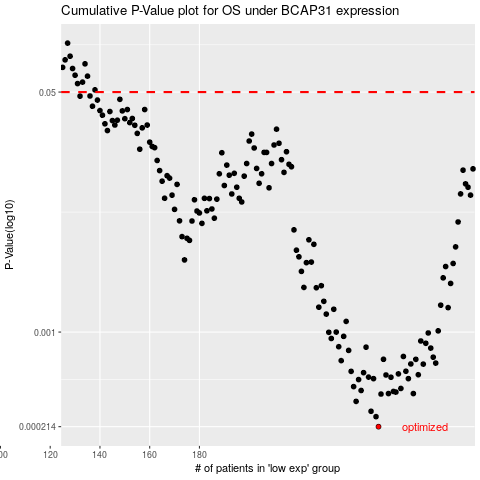 Cumulative P-Value plot for OS under BCAP31 expression
0.05
P-Value(log10)
0.001
0.000214
optimized
00 120 140 160 180
# of patients in 'low exp' group